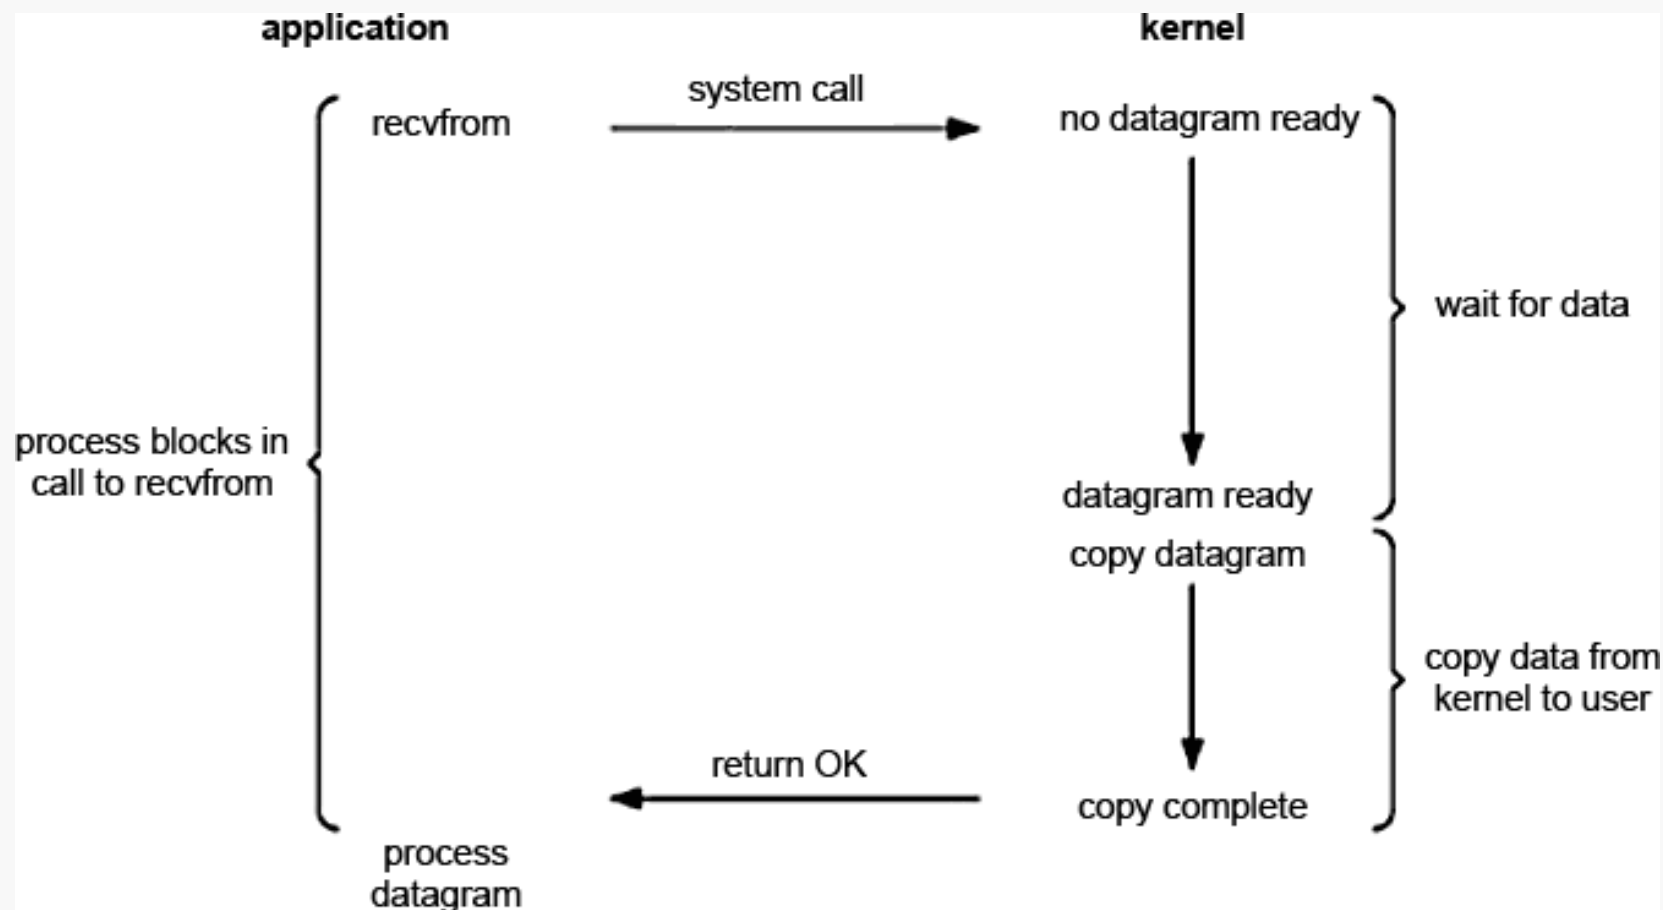 application
kernel
system call
recvfrom
no datagram ready
wait for data
process blocks in
call to recvfrom
datagram ready
copy datagram
copy data from
kernel to user
return OK
copy complete
process
datagram